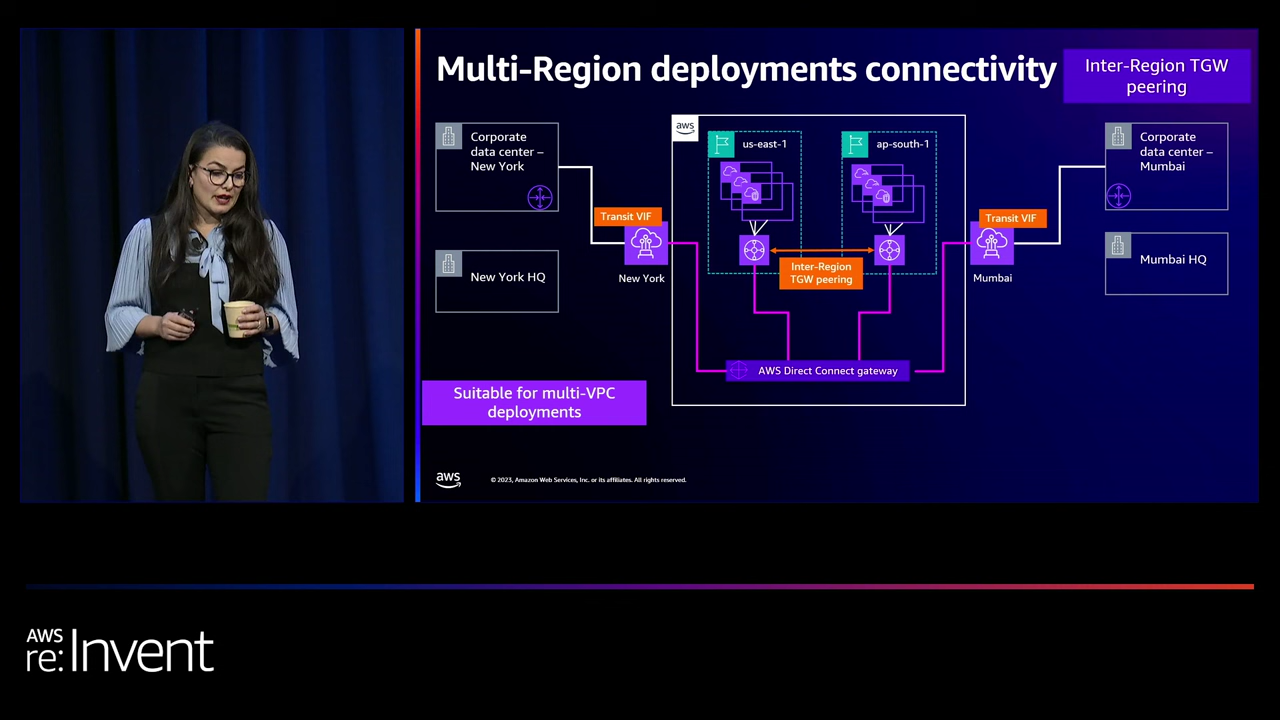 Multi-Region deployments connectivity
Inter-Region TGW
peering
Corporate
data center –
New York
New York HQ
Transit VIF
New York
aws
us-east-1
ap-south-1
Inter-Region
TGW peering
AWS Direct Connect gateway
Transit VIF
Mumbai
Corporate
data center –
Mumbai
Mumbai HQ
Suitable for multi-VPC
deployments
aws
© 2023, Amazon Web Services, Inc. or its affiliates. All rights reserved.
AWS
re:Invent